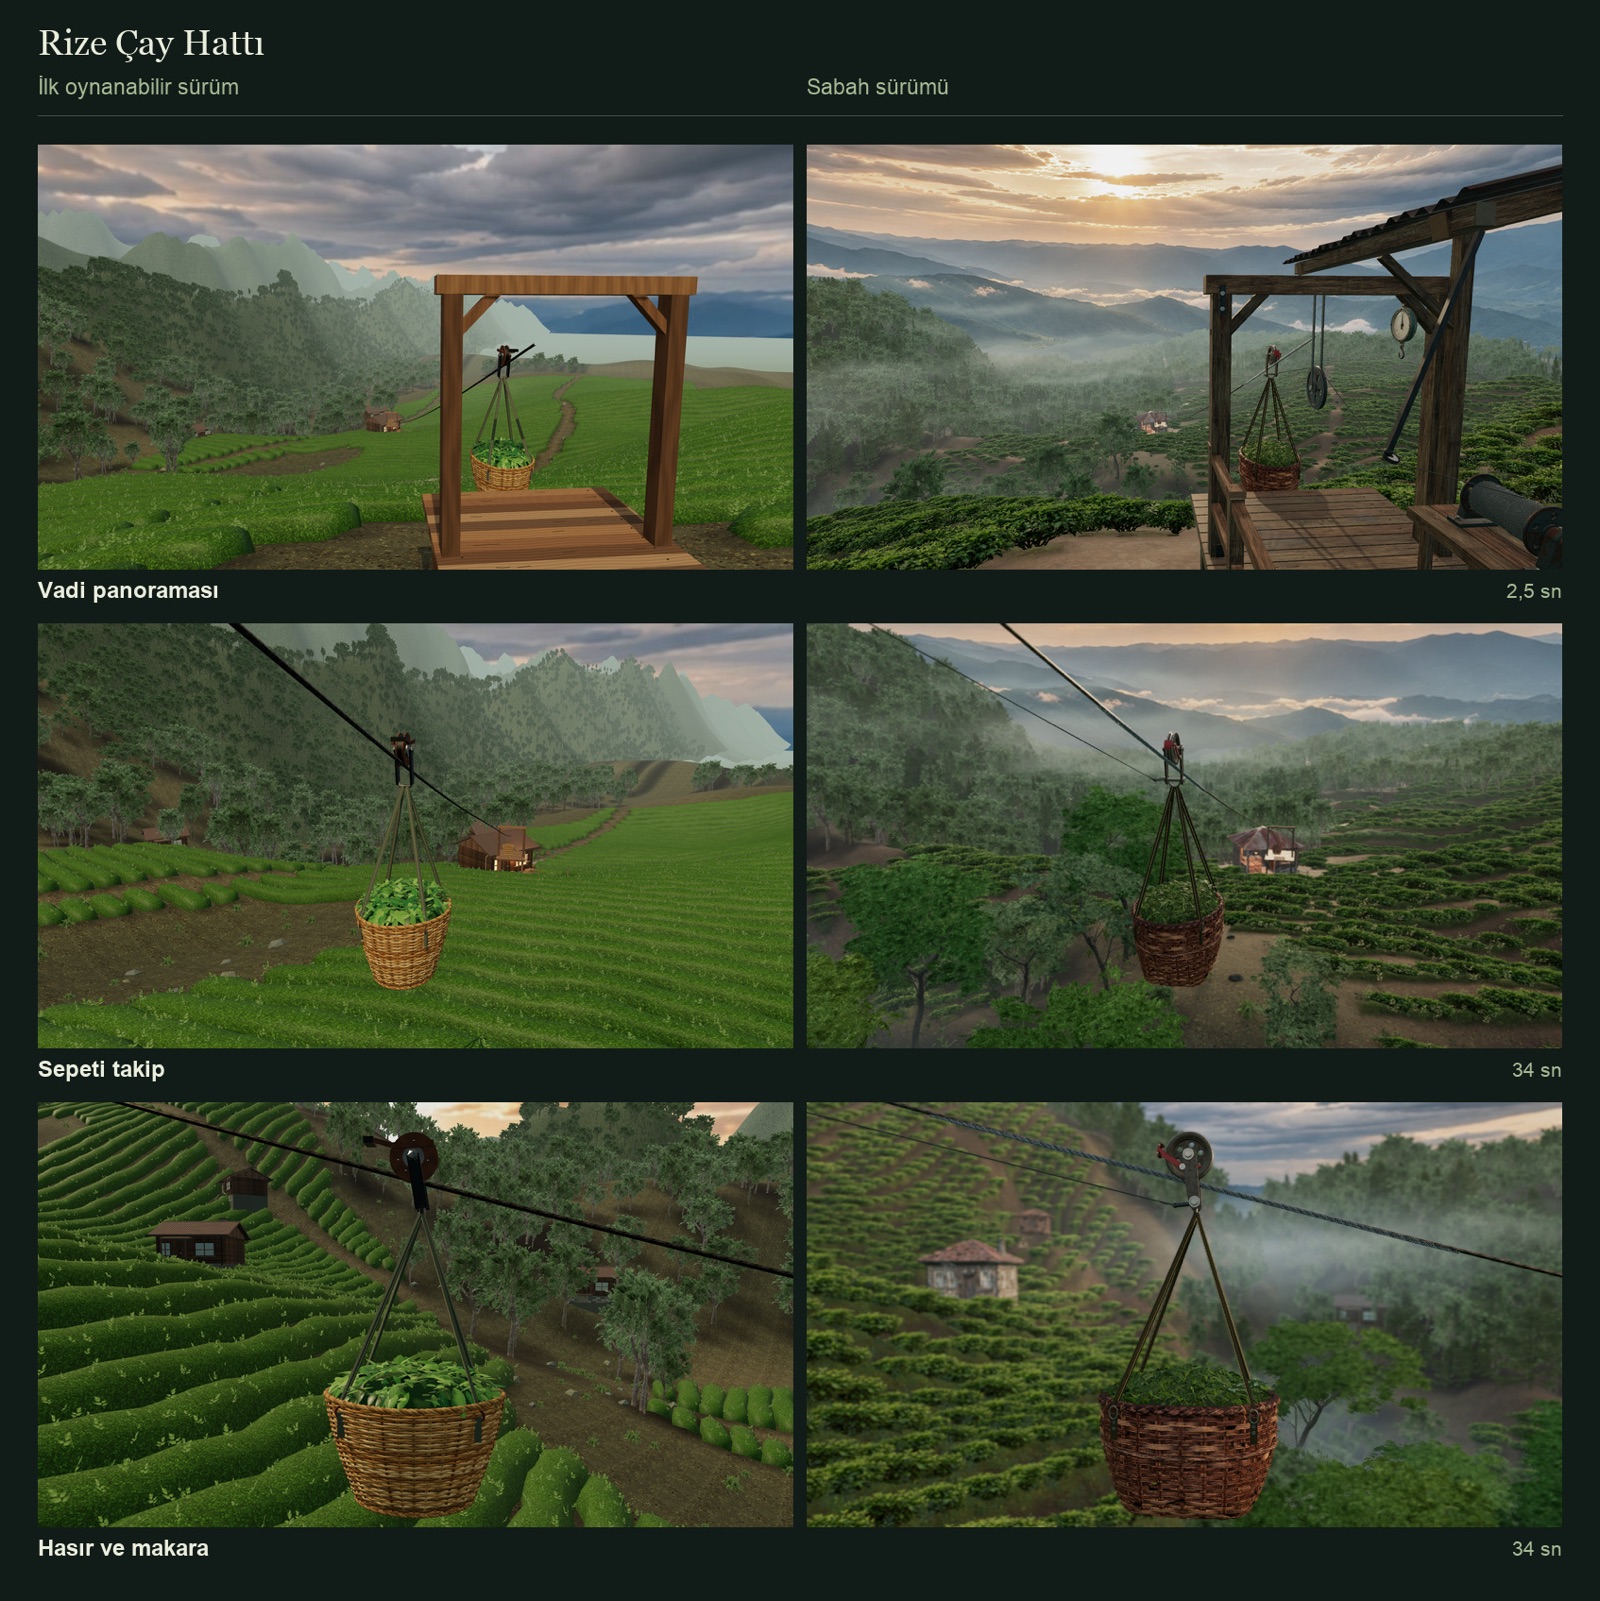 Rize Çay Hattı
İlk oynanabilir sürüm
Sabah sürümü
Vadi panoraması
2,5 sn
Sepeti takip
34 sn
Hasır ve makara
34 sn